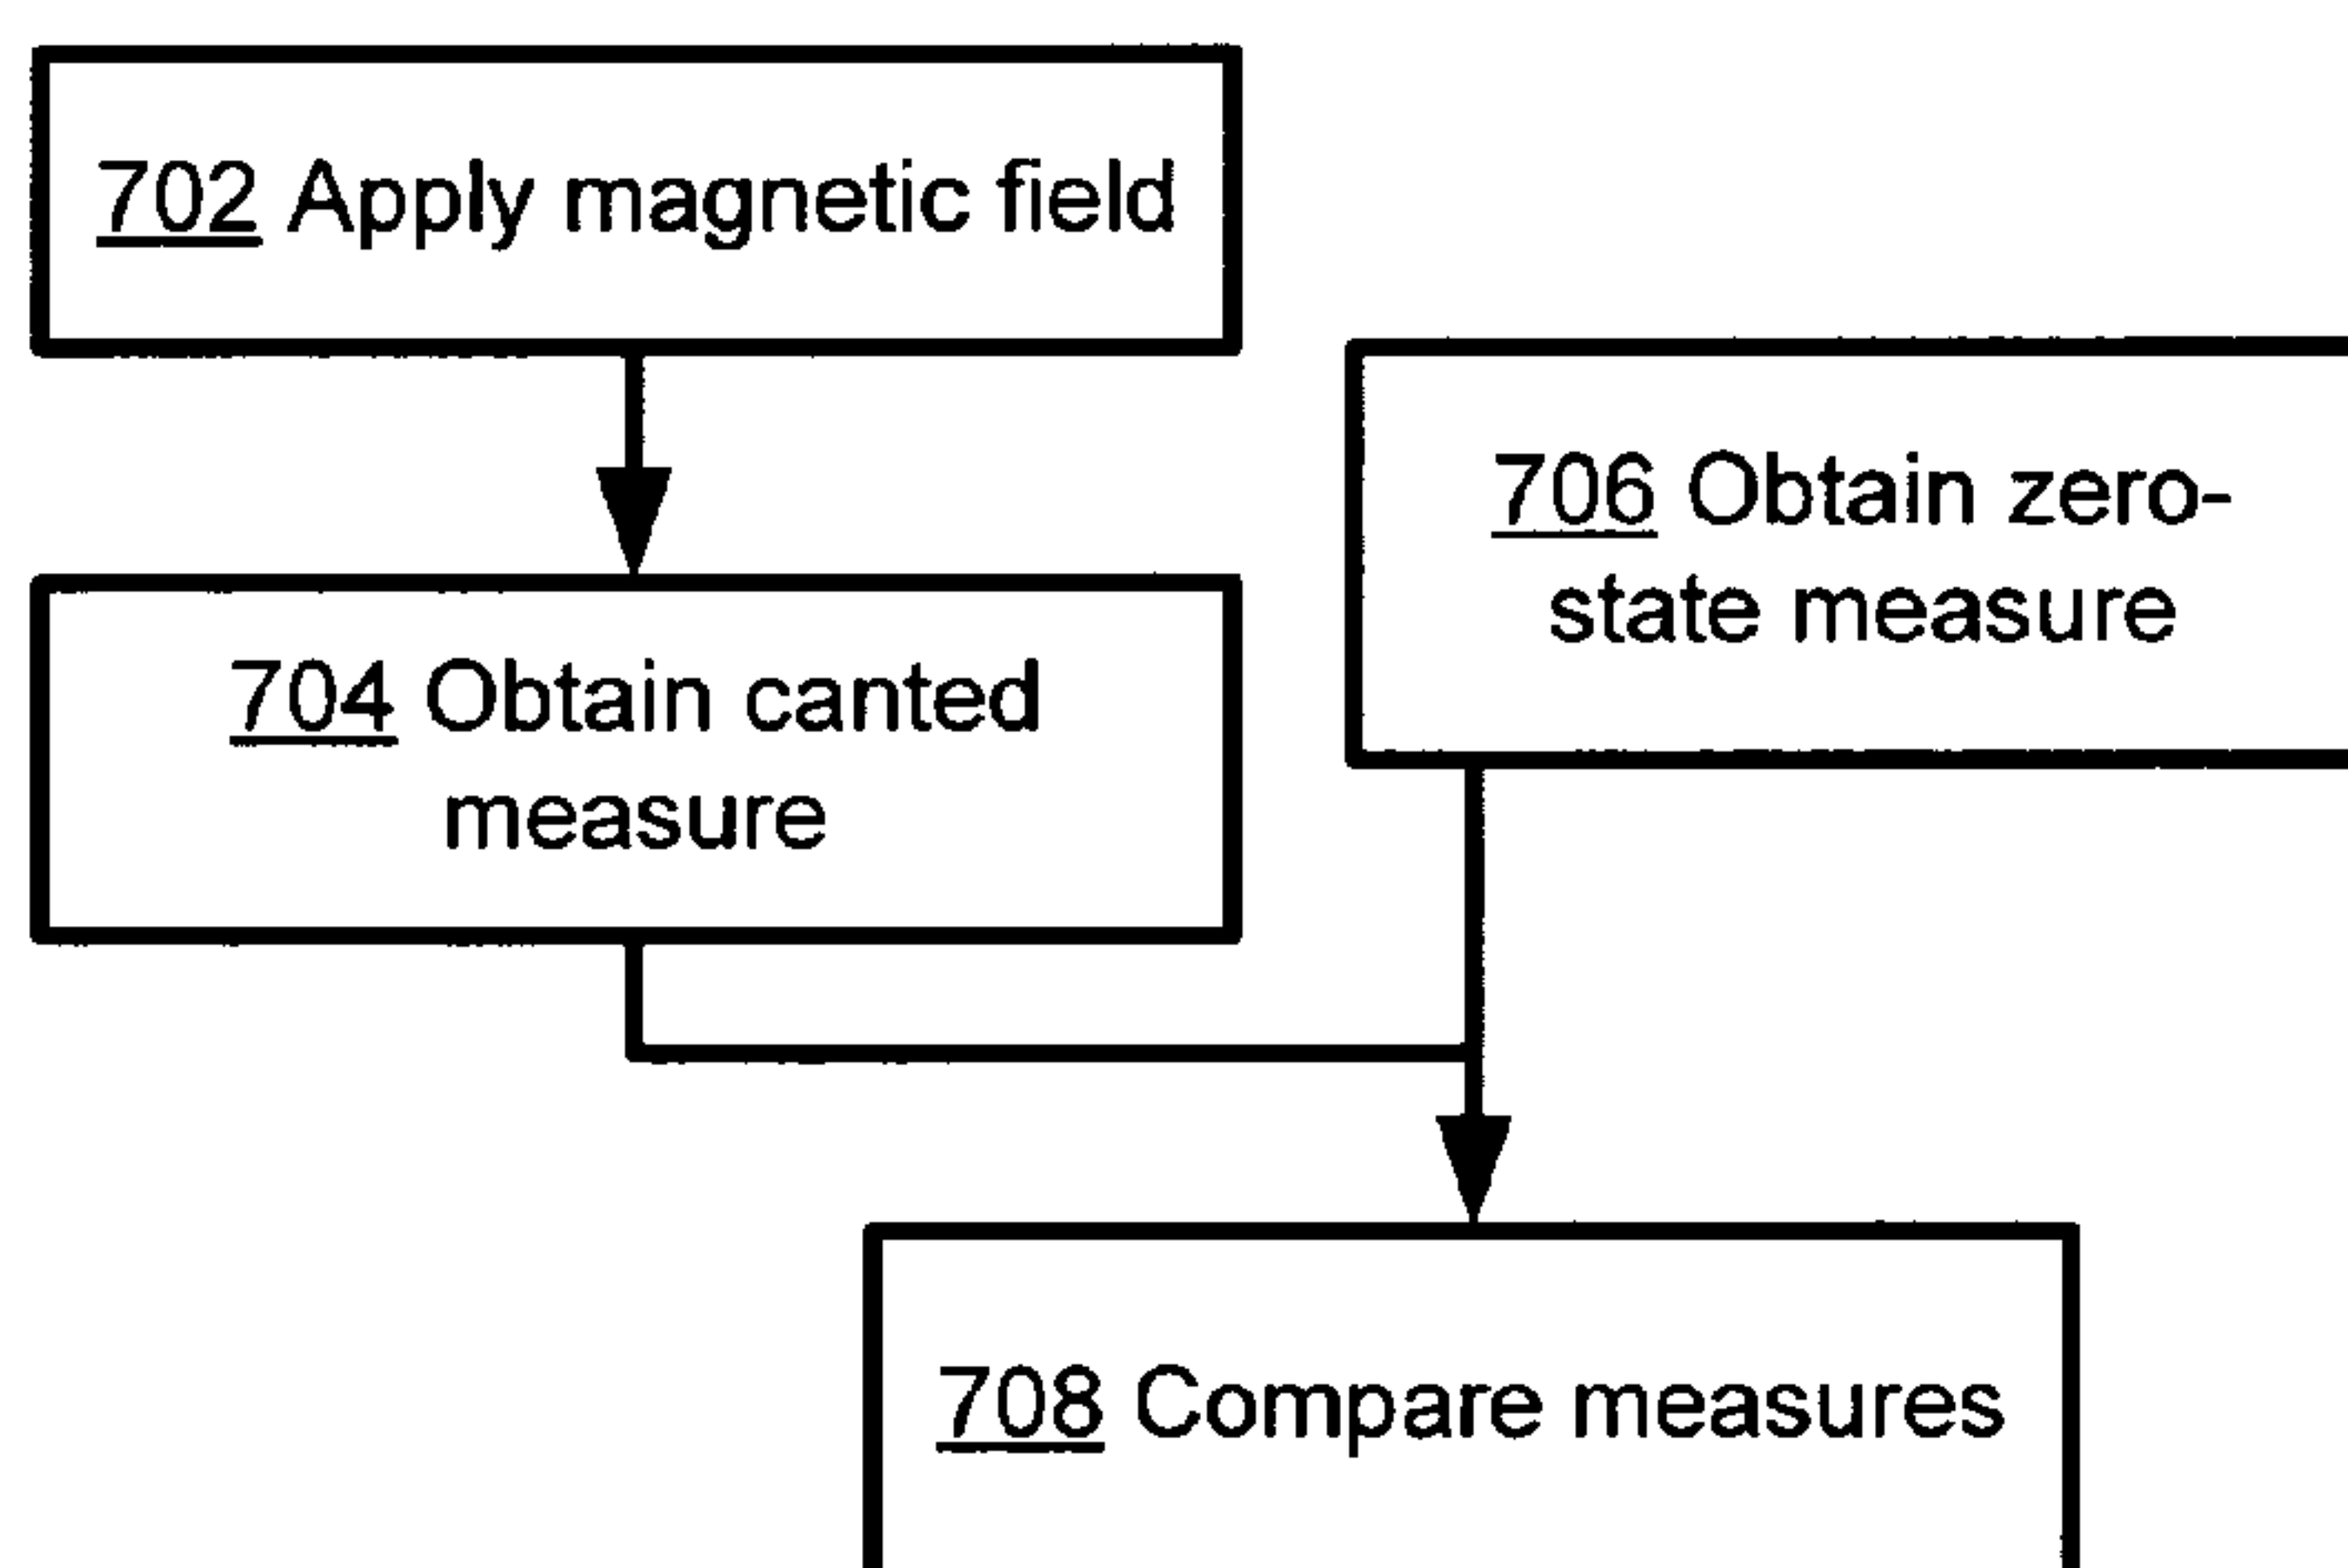 702 Apply magnetic field
704 Obtain canted
measure
706 Obtain zero-
state measure
708 Compare measures